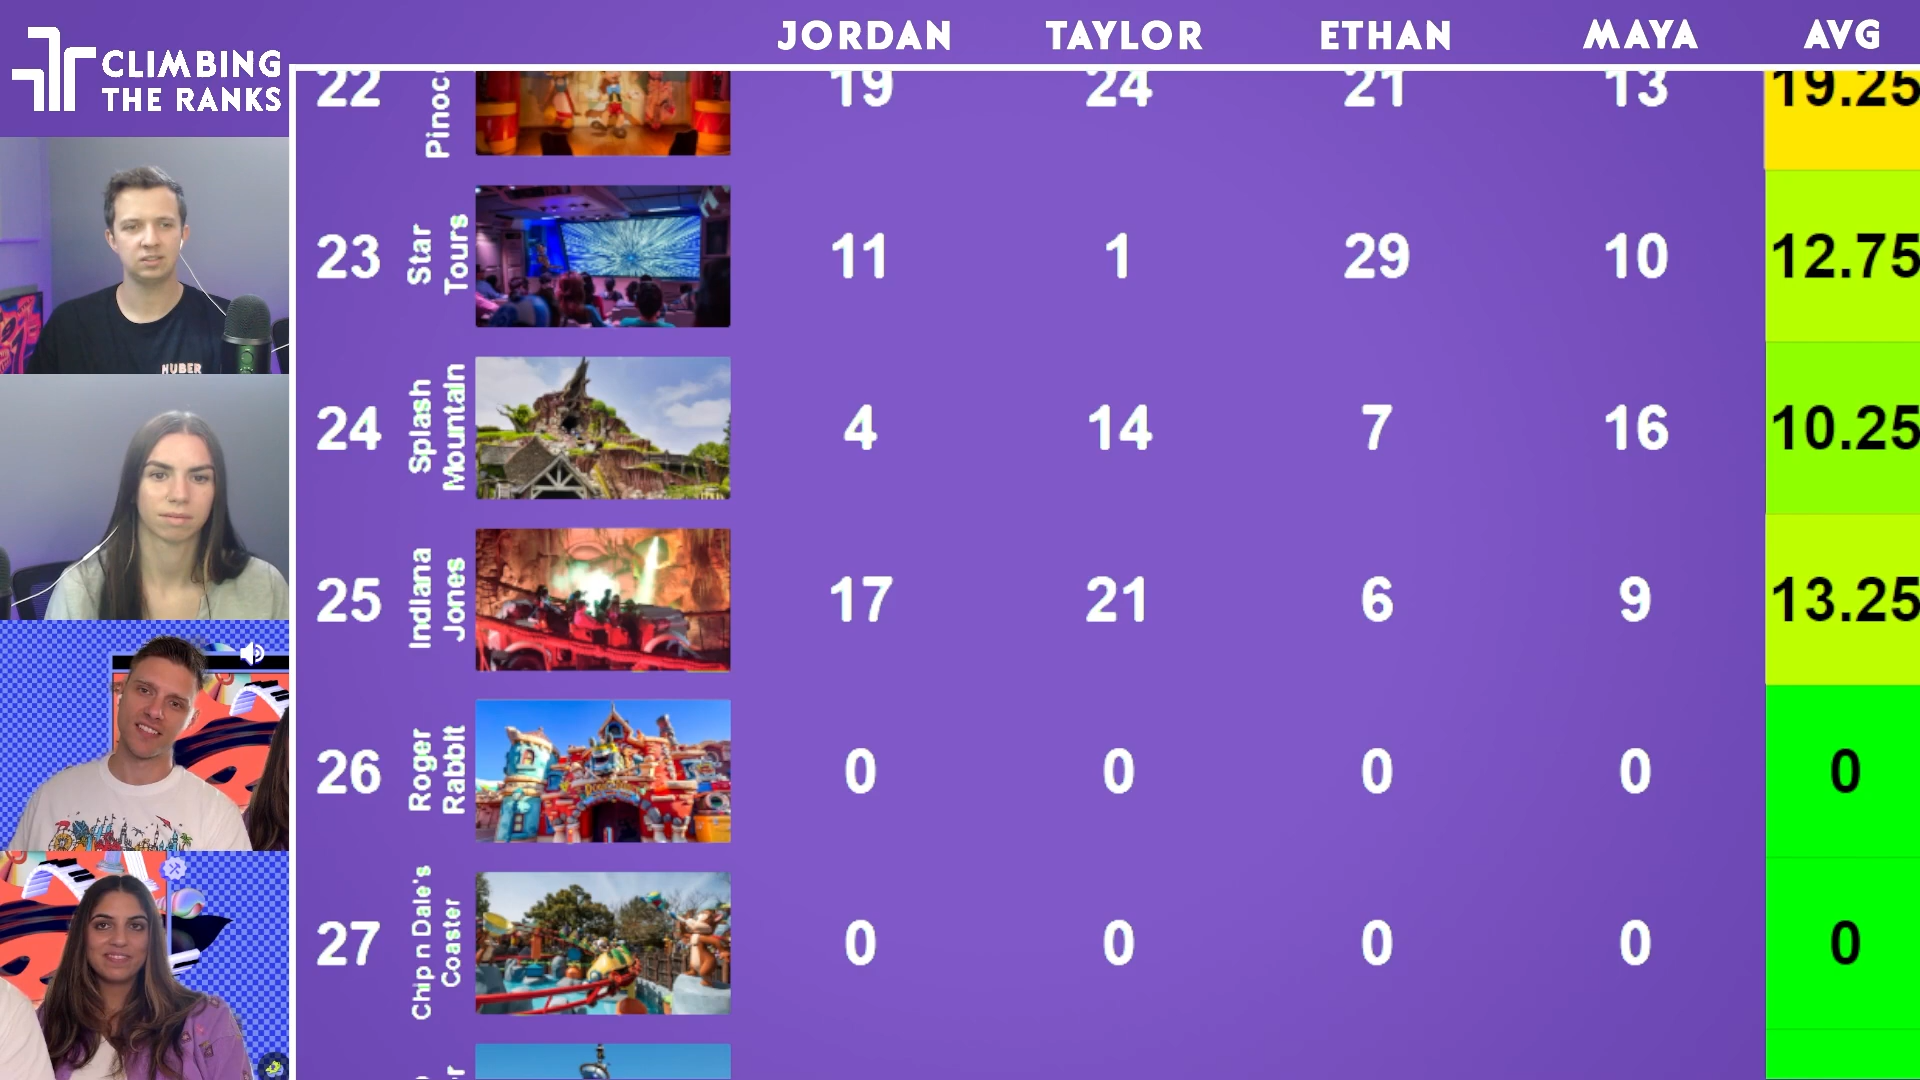 CLIMBING
THE RANKS
JORDAN TAYLOR ETHAN MAYA AVG
22 Pinoc 19 24 21 13 19.25
23 Star Tours 11 1 29 10 12.75
24 Splash Mountain 4 14 7 16 10.25
25 Indiana Jones 17 21 6 9 13.25
26 Roger Rabbit 0 0 0 0 0
27 Chip n Dale's Coaster 0 0 0 0 0
HUBER